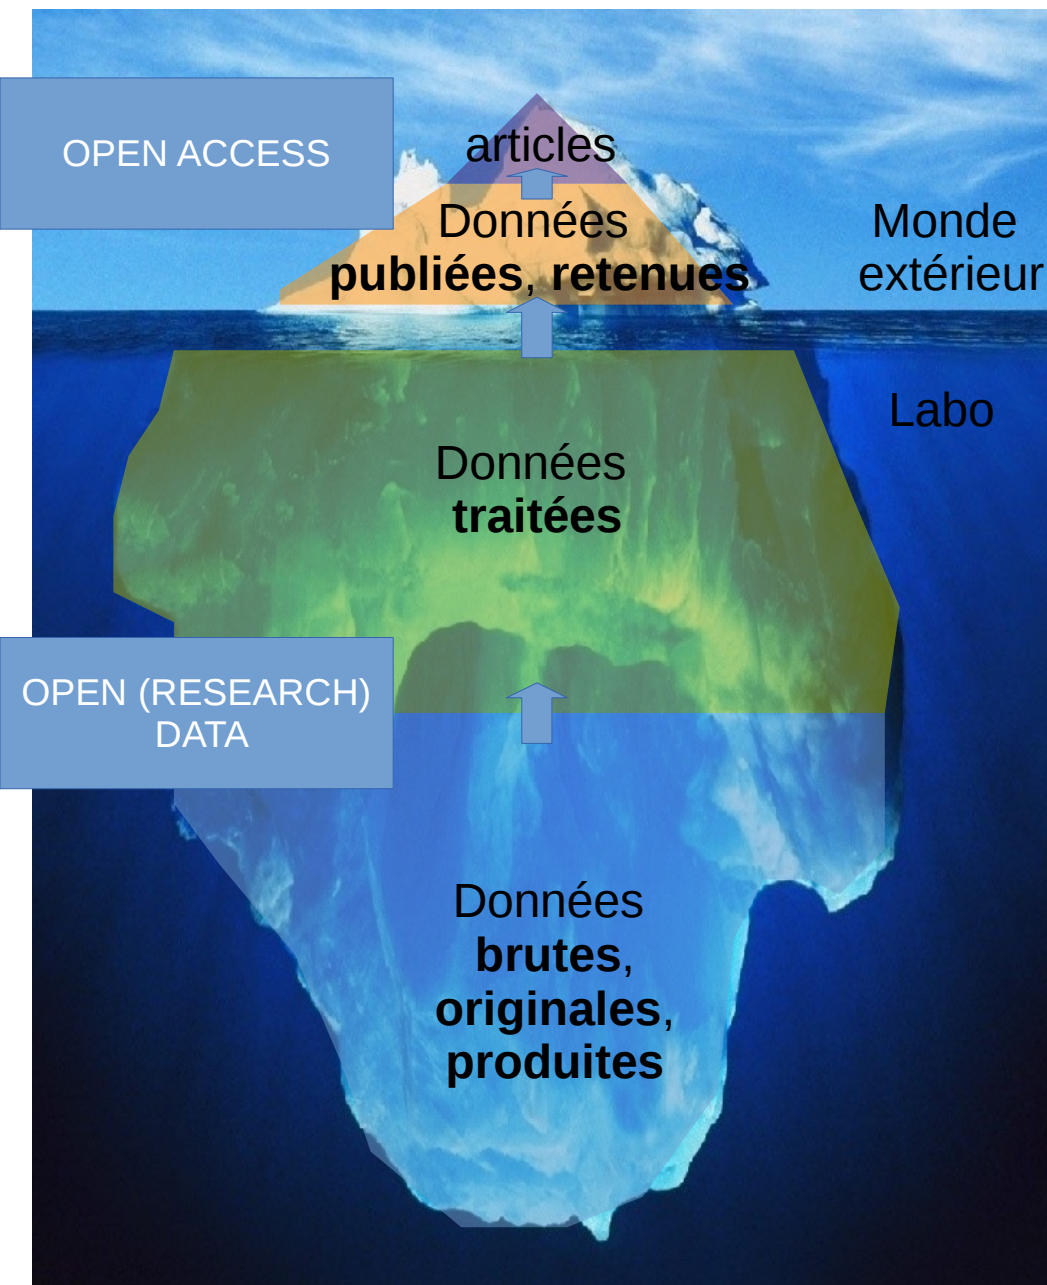 OPEN ACCESS
articles
Données
publiées, retenues
Monde
extérieur
Labo
Données
traitées
OPEN (RESEARCH)
DATA
Données
brutes,
originales,
produites